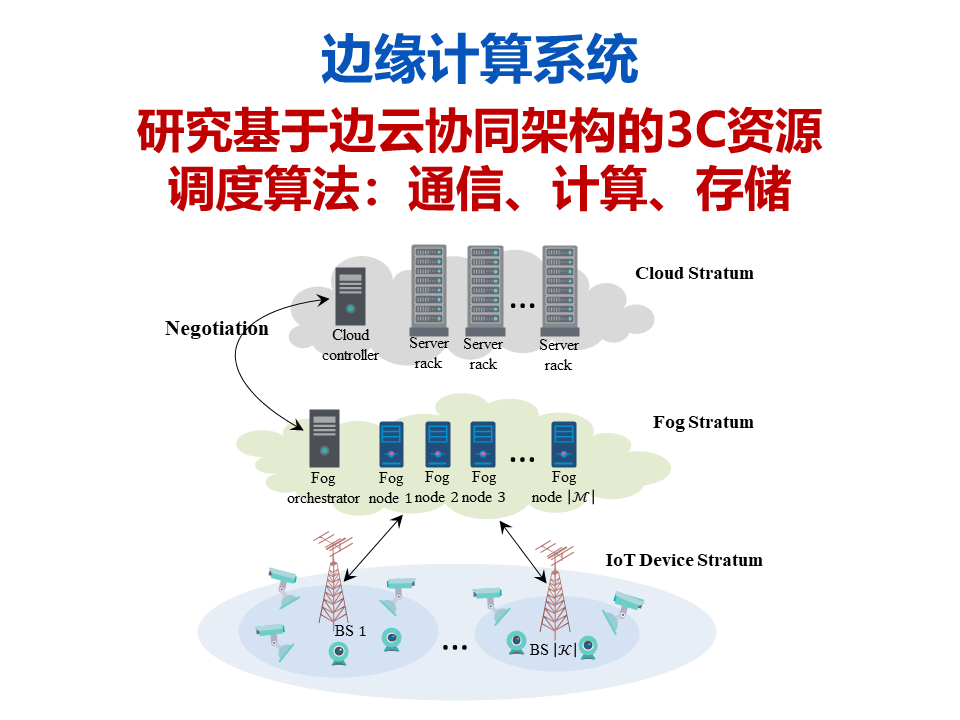 边缘计算系统
研究基于边云协同架构的3C资源
调度算法：通信、计算、存储
Cloud Stratum
Negotiation
Cloud
controller
Server
rack
Server
rack
...
Server
rack
Fog Stratum
Fog
orchestrator
Fog
node 1
Fog
node 2
Fog
node 3
...
Fog
node |ℳ|
IoT Device Stratum
BS 1
...
BS |𝒦|